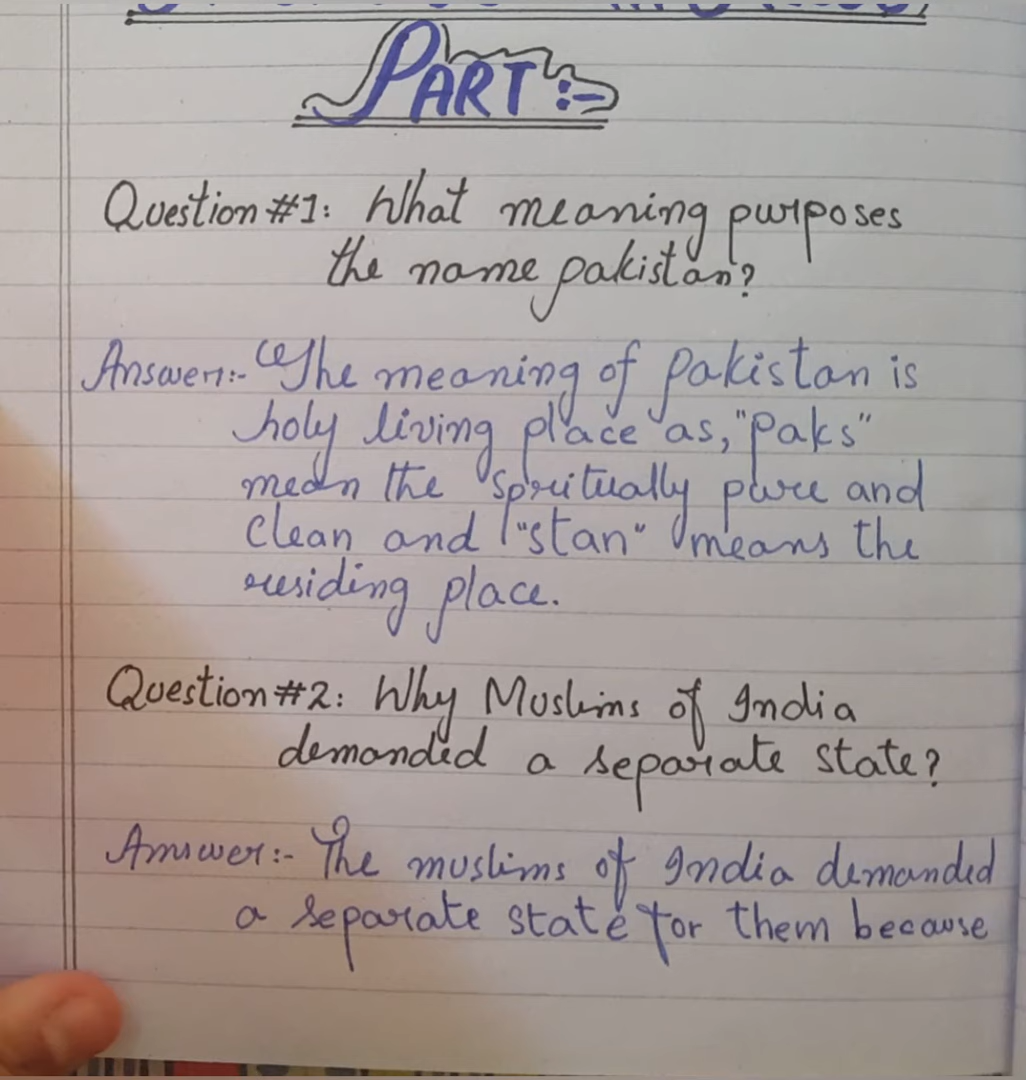 PART:-
Question #1: What meaning purposes
the name pakistan?
Answer:- "The meaning of Pakistan is
holy living place as, "Paks"
mean the spritually pure and
clean and "stan" means the
residing place.
Question #2: Why Muslims of India
demanded a separate state?
Answer:- The muslims of India demanded
a separate state for them because